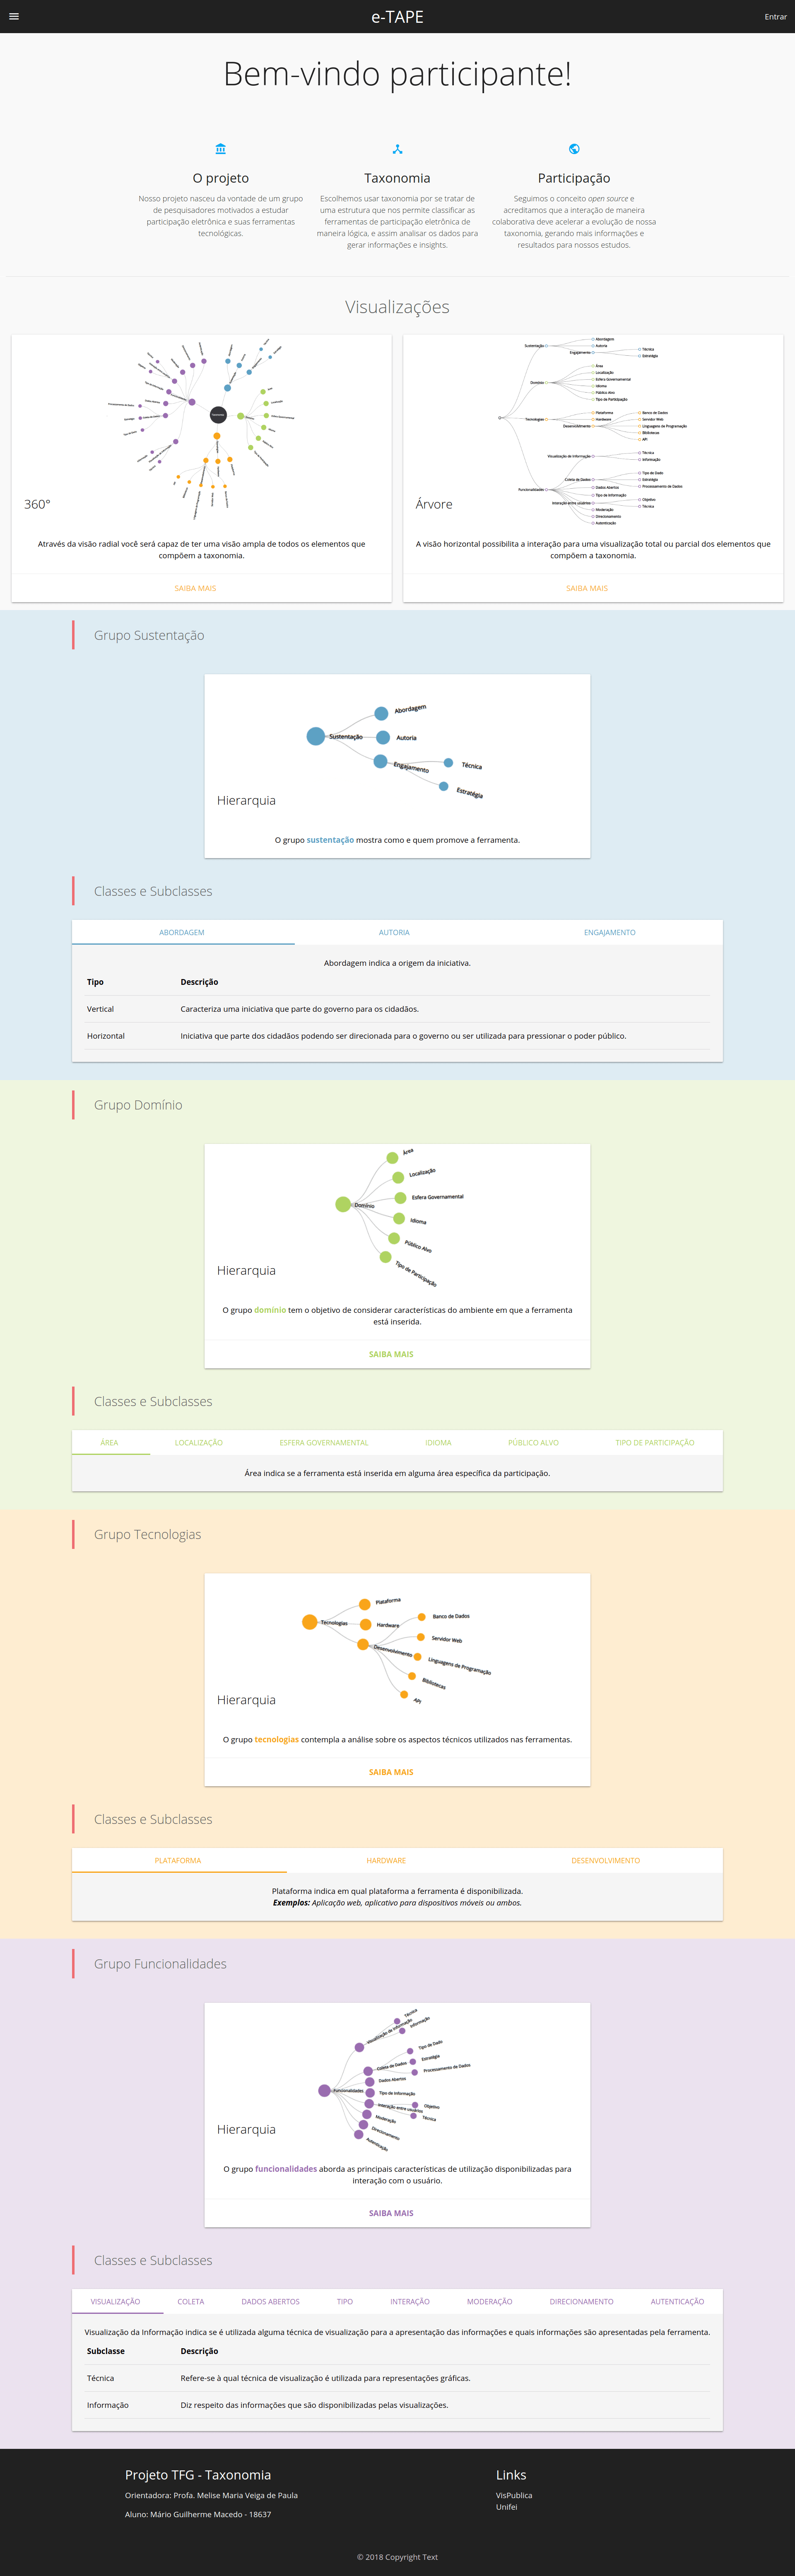 e-TAPE
Entrar
Bem-vindo participante!
O projeto
Nosso projeto nasceu da vontade de um grupo
de pesquisadores motivados a estudar
participação eletrônica e suas ferramentas
tecnológicas.
Taxonomia
Escolhemos usar taxonomia por se tratar de
uma estrutura que nos permite classificar as
ferramentas de participação eletrônica de
maneira lógica, e assim analisar os dados para
gerar informações e insights.
Participação
Seguimos o conceito open source e
acreditamos que a interação de maneira
colaborativa deve acelerar a evolução de nossa
taxonomia, gerando mais informações e
resultados para nossos estudos.
Visualizações
360°
Através da visão radial você será capaz de ter uma visão ampla de todos os elementos que
compõem a taxonomia.
SAIBA MAIS
Sustentação
Abordagem
Autoria
Engajamento
Técnica
Estratégia
Domínio
Área
Localização
Esfera Governamental
Idioma
Público Alvo
Tipo de Participação
Tecnologias
Plataforma
Hardware
Desenvolvimento
Banco de Dados
Servidor Web
Linguagens de Programação
Bibliotecas
API
Funcionalidades
Visualização de Informação
Técnica
Informação
Coleta de Dados
Tipo de Dado
Estratégia
Processamento de Dados
Dados Abertos
Tipo de Informação
Interação entre usuários
Objetivo
Técnica
Moderação
Direcionamento
Autenticação
Árvore
A visão horizontal possibilita a interação para uma visualização total ou parcial dos elementos que
compõem a taxonomia.
SAIBA MAIS
Grupo Sustentação
Sustentação
Abordagem
Autoria
Engajamento
Técnica
Estratégia
Hierarquia
O grupo sustentação mostra como e quem promove a ferramenta.
Classes e Subclasses
ABORDAGEM AUTORIA ENGAJAMENTO
Abordagem indica a origem da iniciativa.
Tipo Descrição
Vertical Caracteriza uma iniciativa que parte do governo para os cidadãos.
Horizontal Iniciativa que parte dos cidadãos podendo ser direcionada para o governo ou ser utilizada para pressionar o poder público.
Grupo Domínio
Domínio
Área
Localização
Esfera Governamental
Idioma
Público Alvo
Tipo de Participação
Hierarquia
O grupo domínio tem o objetivo de considerar características do ambiente em que a ferramenta
está inserida.
SAIBA MAIS
Classes e Subclasses
ÁREA LOCALIZAÇÃO ESFERA GOVERNAMENTAL IDIOMA PÚBLICO ALVO TIPO DE PARTICIPAÇÃO
Área indica se a ferramenta está inserida em alguma área específica da participação.
Grupo Tecnologias
Tecnologias
Plataforma
Hardware
Desenvolvimento
Banco de Dados
Servidor Web
Linguagens de Programação
Bibliotecas
API
Hierarquia
O grupo tecnologias contempla a análise sobre os aspectos técnicos utilizados nas ferramentas.
SAIBA MAIS
Classes e Subclasses
PLATAFORMA HARDWARE DESENVOLVIMENTO
Plataforma indica em qual plataforma a ferramenta é disponibilizada.
Exemplos: Aplicação web, aplicativo para dispositivos móveis ou ambos.
Grupo Funcionalidades
Funcionalidades
Visualização de Informação
Técnica
Informação
Coleta de Dados
Tipo de Dado
Estratégia
Processamento de Dados
Dados Abertos
Tipo de Informação
Interação entre usuários
Objetivo
Técnica
Moderação
Direcionamento
Autenticação
Hierarquia
O grupo funcionalidades aborda as principais características de utilização disponibilizadas para
interação com o usuário.
SAIBA MAIS
Classes e Subclasses
VISUALIZAÇÃO COLETA DADOS ABERTOS TIPO INTERAÇÃO MODERAÇÃO DIRECIONAMENTO AUTENTICAÇÃO
Visualização da Informação indica se é utilizada alguma técnica de visualização para a apresentação das informações e quais informações são apresentadas pela ferramenta.
Subclasse Descrição
Técnica Refere-se à qual técnica de visualização é utilizada para representações gráficas.
Informação Diz respeito das informações que são disponibilizadas pelas visualizações.
Projeto TFG - Taxonomia
Orientadora: Profa. Melise Maria Veiga de Paula
Aluno: Mário Guilherme Macedo - 18637
Links
VisPublica
Unifei
© 2018 Copyright Text